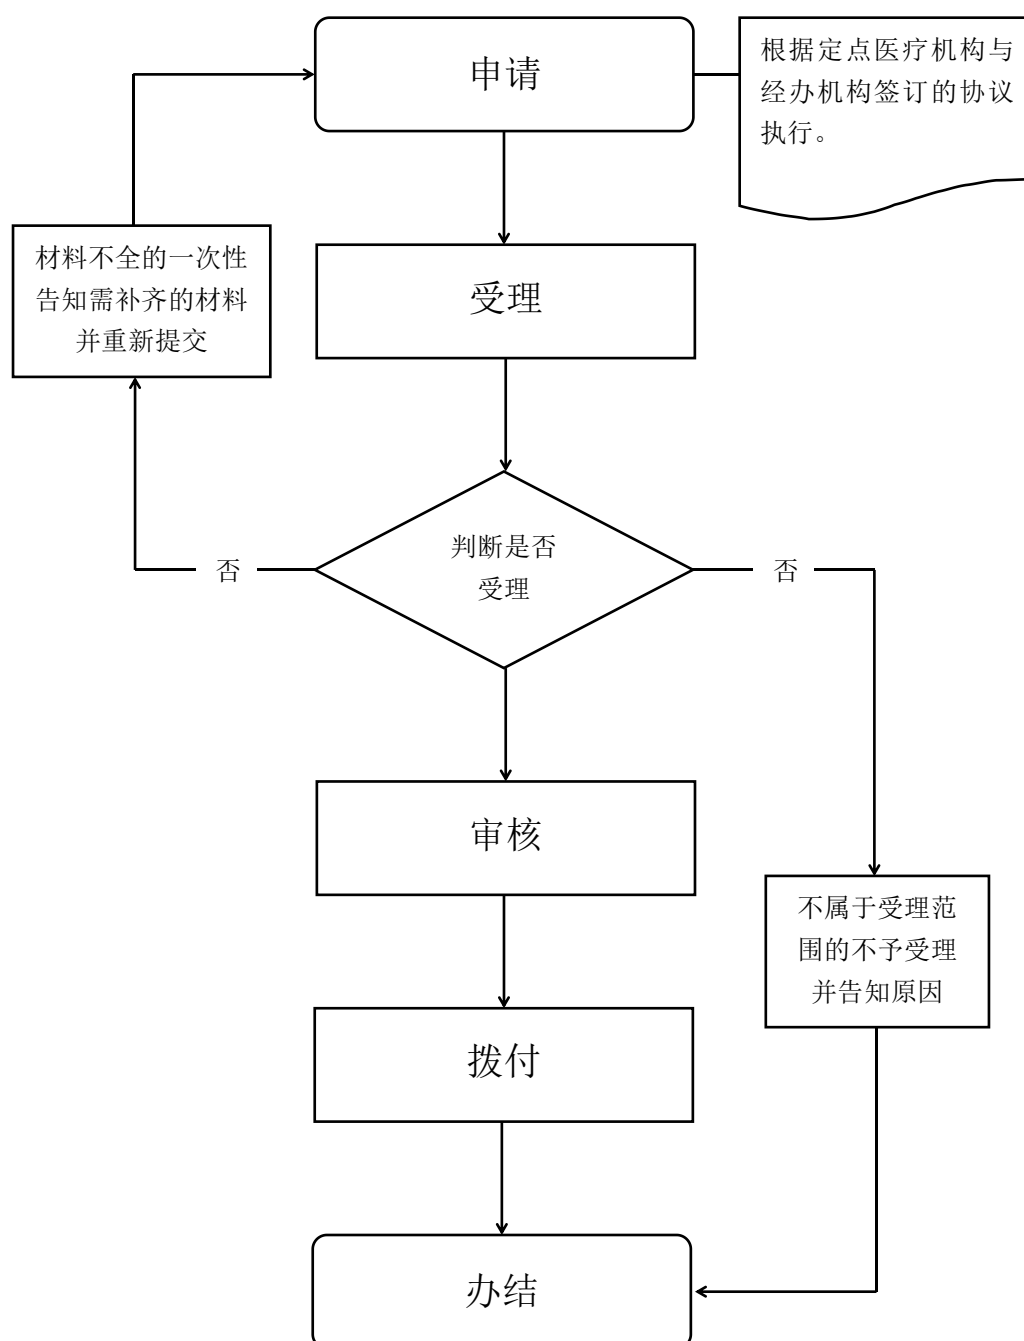 申请
根据定点医疗机构与
经办机构签订的协议
执行。
材料不全的一次性
告知需补齐的材料
并重新提交
受理
判断是否
受理
否
否
审核
不属于受理范
围的不予受理
并告知原因
拨付
办结